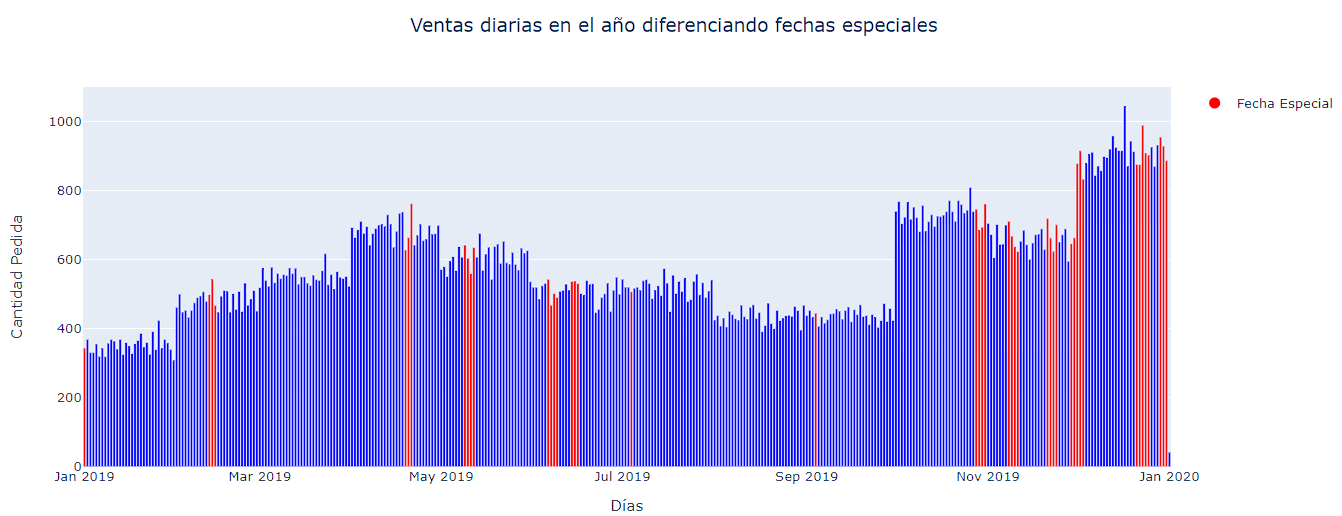 Ventas diarias en el año diferenciando fechas especiales
Fecha Especial
Cantidad Pedida
1000
800
600
400
200
0
Jan 2019
Mar 2019
May 2019
Jul 2019
Sep 2019
Nov 2019
Jan 2020
Días